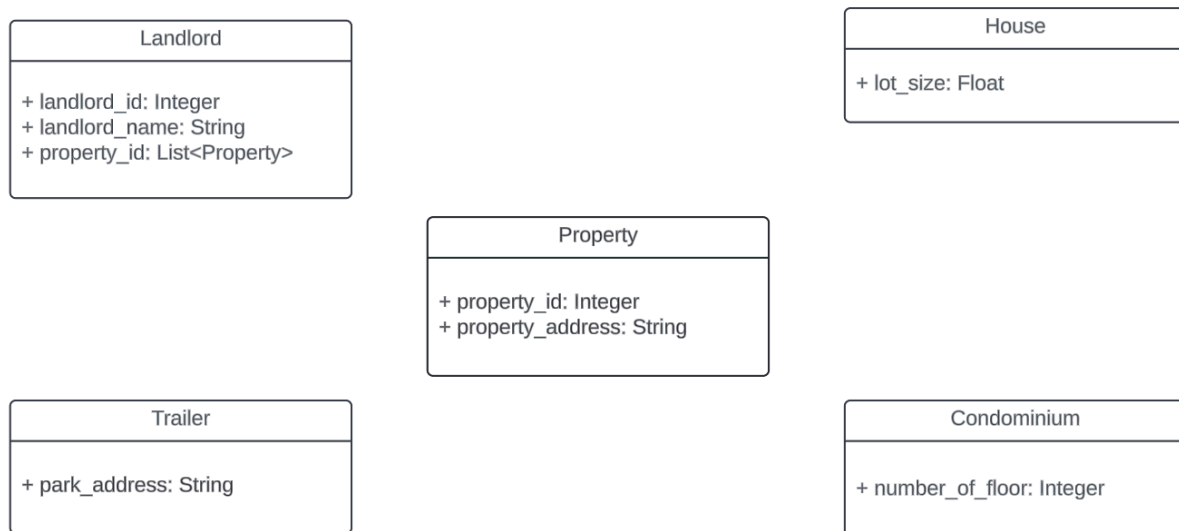 Landlord
+ landlord_id: Integer
+ landlord_name: String
+ property_id: List<Property>
House
+ lot_size: Float
Property
+ property_id: Integer
+ property_address: String
Trailer
+ park_address: String
Condominium
+ number_of_floor: Integer